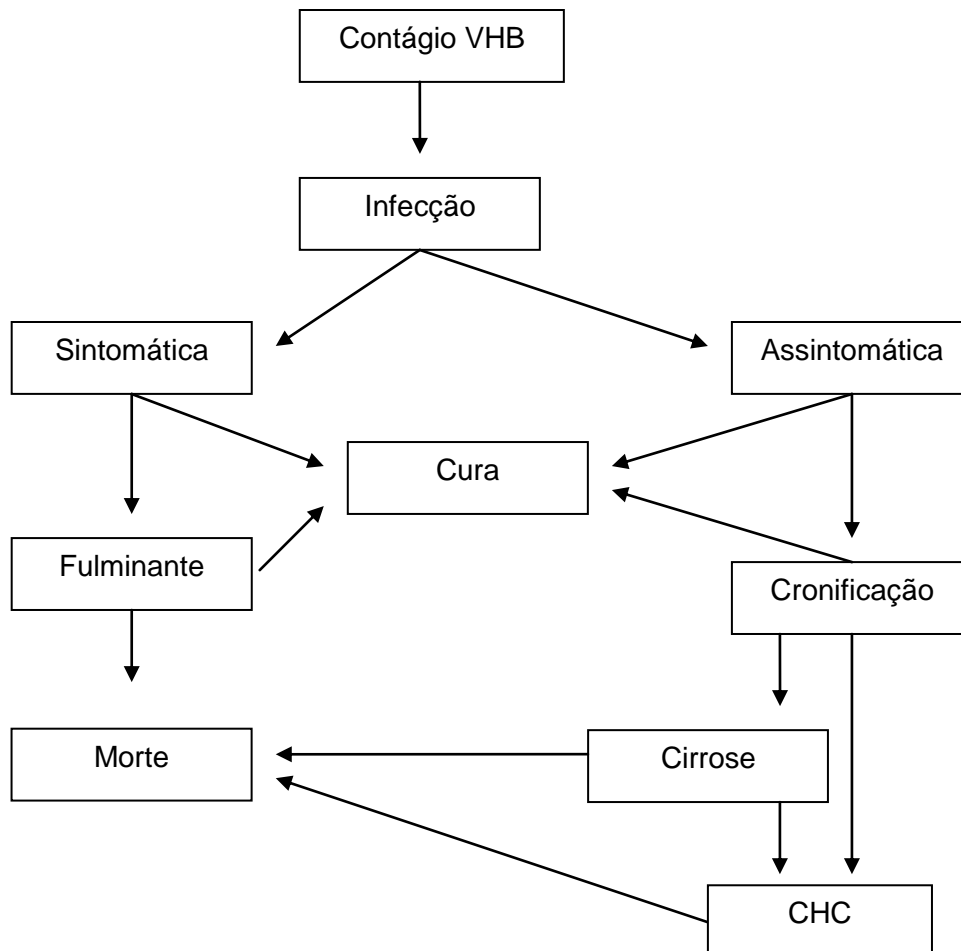 Contágio VHB
Infecção
Sintomática
Assintomática
Cura
Fulminante
Cronificação
Morte
Cirrose
CHC